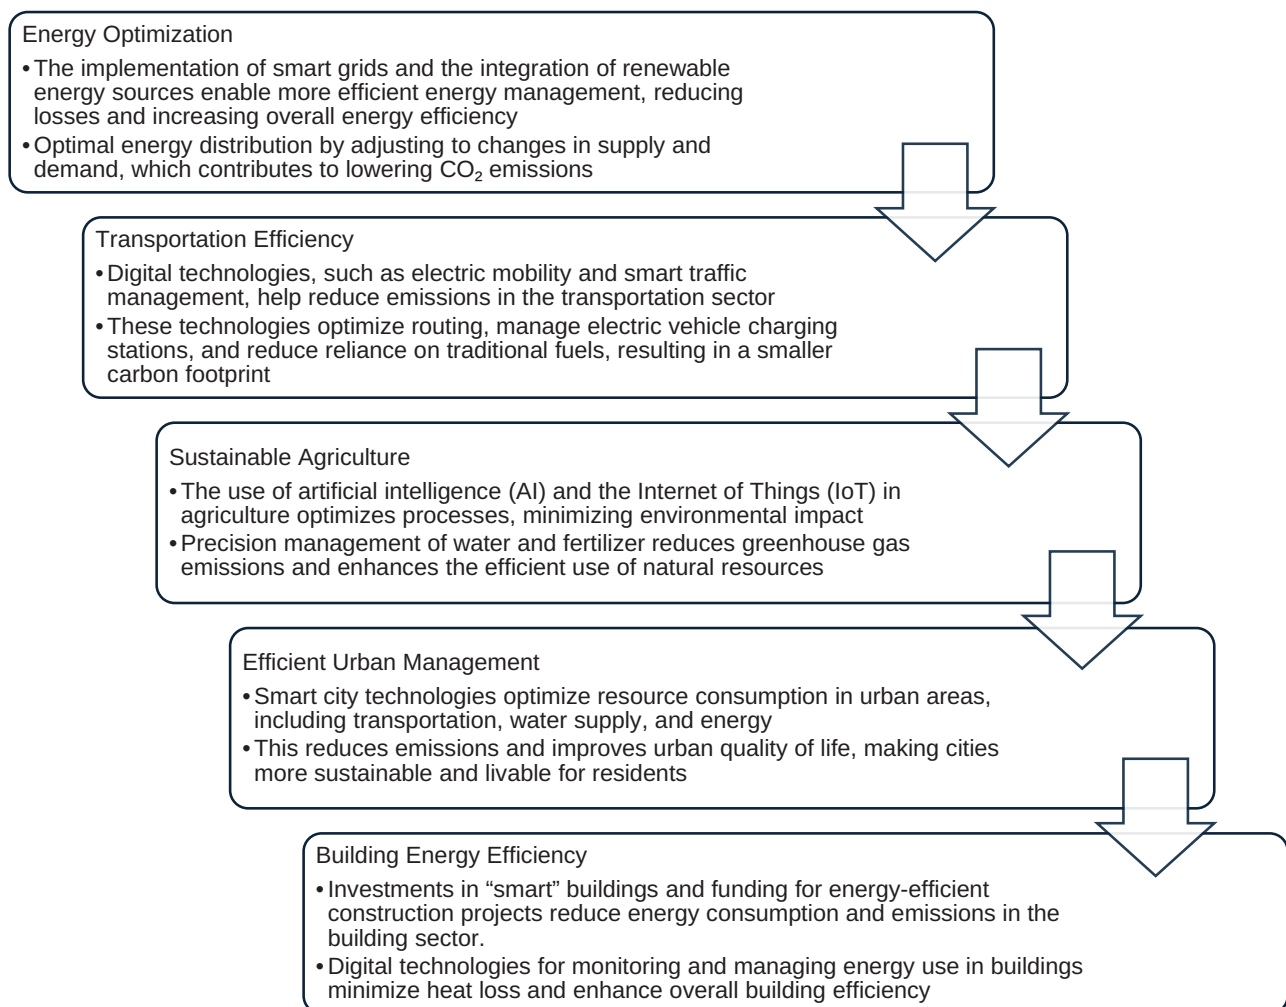 Energy Optimization
•The implementation of smart grids and the integration of renewable
energy sources enable more efficient energy management, reducing
losses and increasing overall energy efficiency
•Optimal energy distribution by adjusting to changes in supply and
demand, which contributes to lowering CO₂ emissions
Transportation Efficiency
•Digital technologies, such as electric mobility and smart traffic
management, help reduce emissions in the transportation sector
•These technologies optimize routing, manage electric vehicle charging
stations, and reduce reliance on traditional fuels, resulting in a smaller
carbon footprint
Sustainable Agriculture
•The use of artificial intelligence (AI) and the Internet of Things (IoT) in
agriculture optimizes processes, minimizing environmental impact
•Precision management of water and fertilizer reduces greenhouse gas
emissions and enhances the efficient use of natural resources
Efficient Urban Management
•Smart city technologies optimize resource consumption in urban areas,
including transportation, water supply, and energy
•This reduces emissions and improves urban quality of life, making cities
more sustainable and livable for residents
Building Energy Efficiency
•Investments in “smart” buildings and funding for energy-efficient
construction projects reduce energy consumption and emissions in the
building sector.
•Digital technologies for monitoring and managing energy use in buildings
minimize heat loss and enhance overall building efficiency